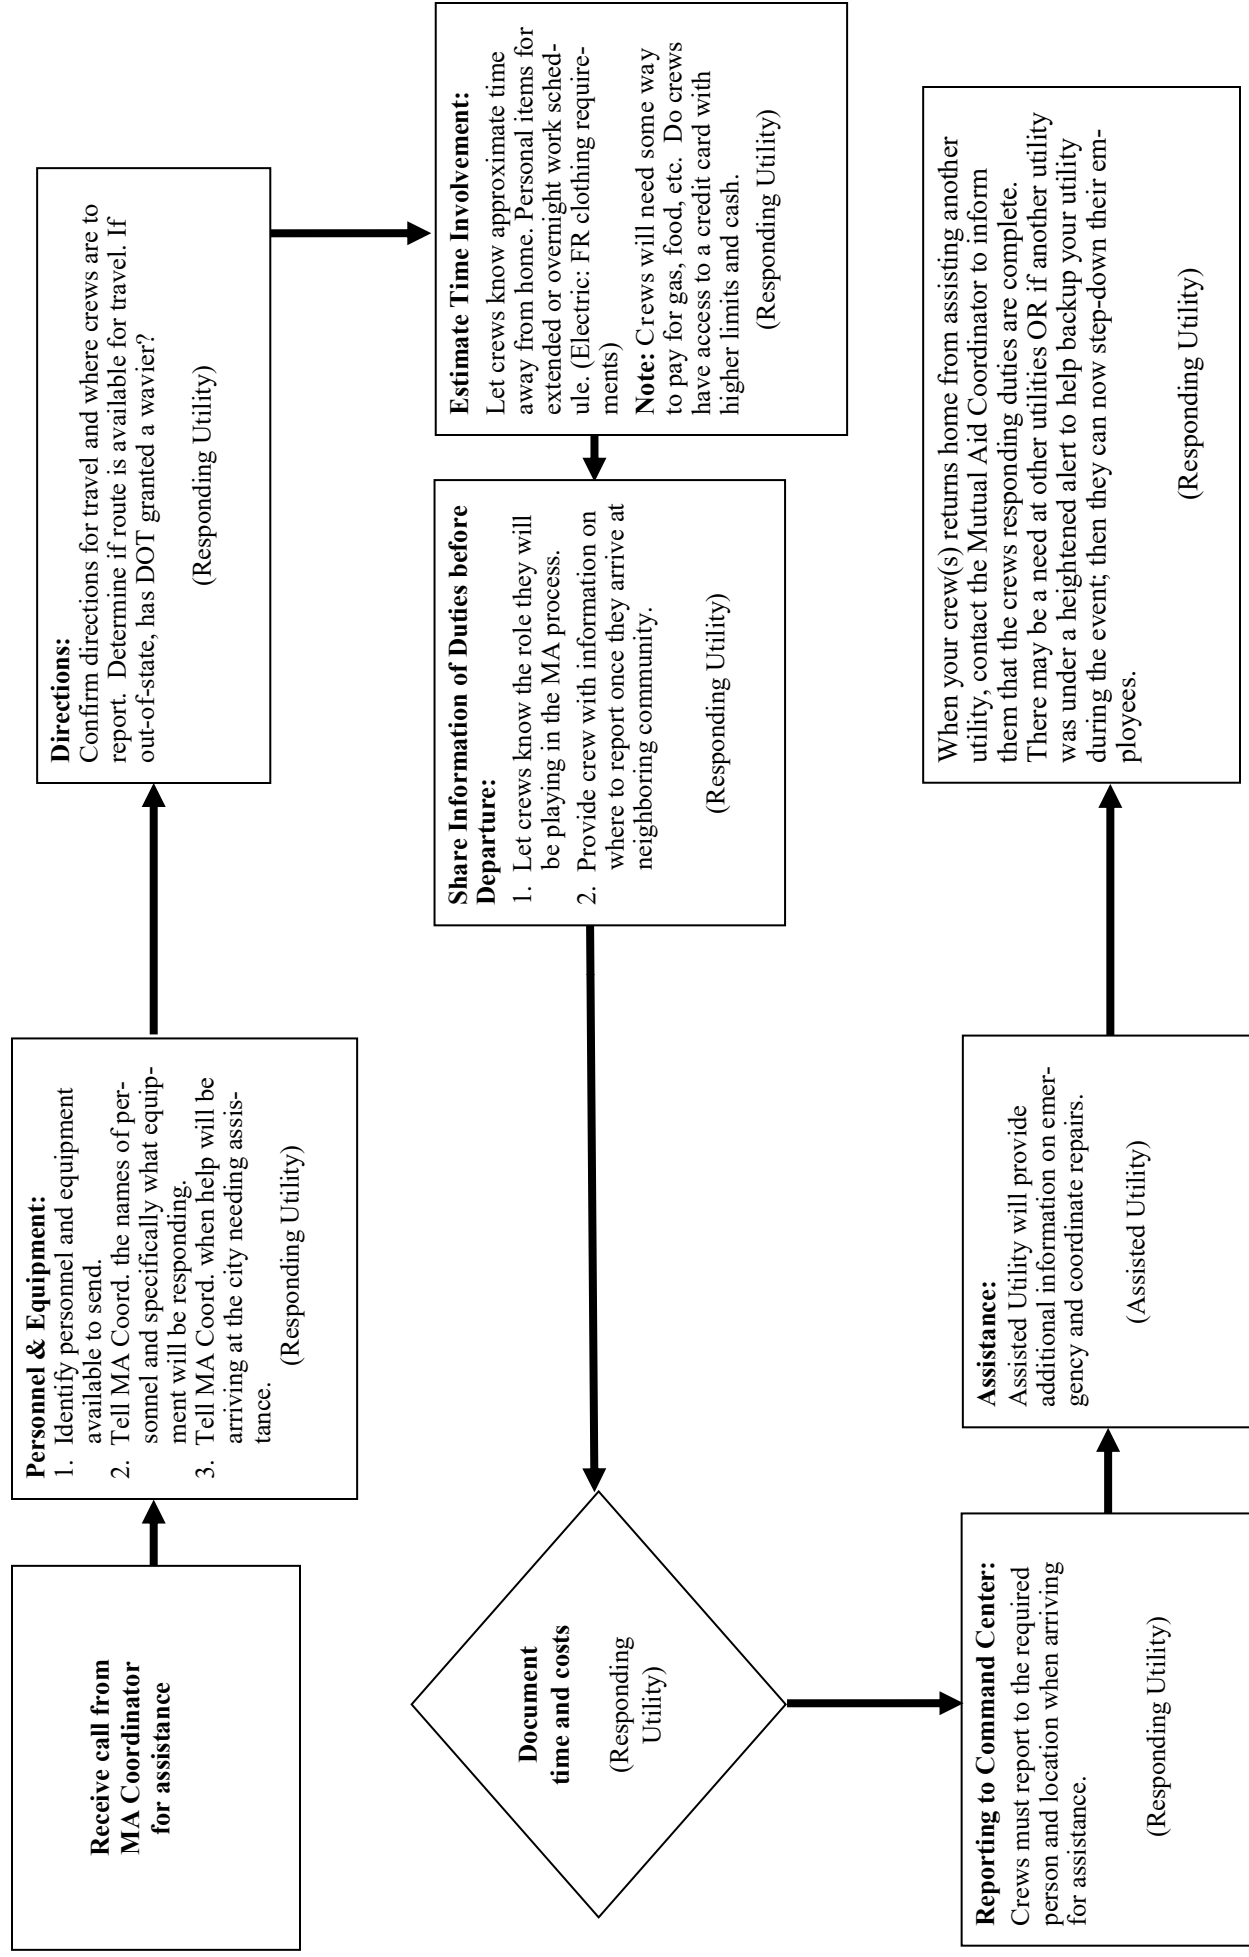 Receive call from
MA Coordinator
for assistance
Personnel & Equipment:
1. Identify personnel and equipment
available to send.
2. Tell MA Coord. the names of per-
sonnel and specifically what equip-
ment will be responding.
3. Tell MA Coord. when help will be
arriving at the city needing assis-
tance.
(Responding Utility)
Directions:
Confirm directions for travel and where crews are to
report. Determine if route is available for travel. If
out-of-state, has DOT granted a wavier?
(Responding Utility)
Estimate Time Involvement:
Let crews know approximate time
away from home. Personal items for
extended or overnight work sched-
ule. (Electric: FR clothing require-
ments)
Note: Crews will need some way
to pay for gas, food, etc. Do crews
have access to a credit card with
higher limits and cash.
(Responding Utility)
Share Information of Duties before
Departure:
1. Let crews know the role they will
be playing in the MA process.
2. Provide crew with information on
where to report once they arrive at
neighboring community.
(Responding Utility)
Document
time and costs
(Responding
Utility)
Reporting to Command Center:
Crews must report to the required
person and location when arriving
for assistance.
(Responding Utility)
Assistance:
Assisted Utility will provide
additional information on emer-
gency and coordinate repairs.
(Assisted Utility)
When your crew(s) returns home from assisting another
utility, contact the Mutual Aid Coordinator to inform
them that the crews responding duties are complete.
There may be a need at other utilities OR if another utility
was under a heightened alert to help backup your utility
during the event; then they can now step-down their em-
ployees.
(Responding Utility)